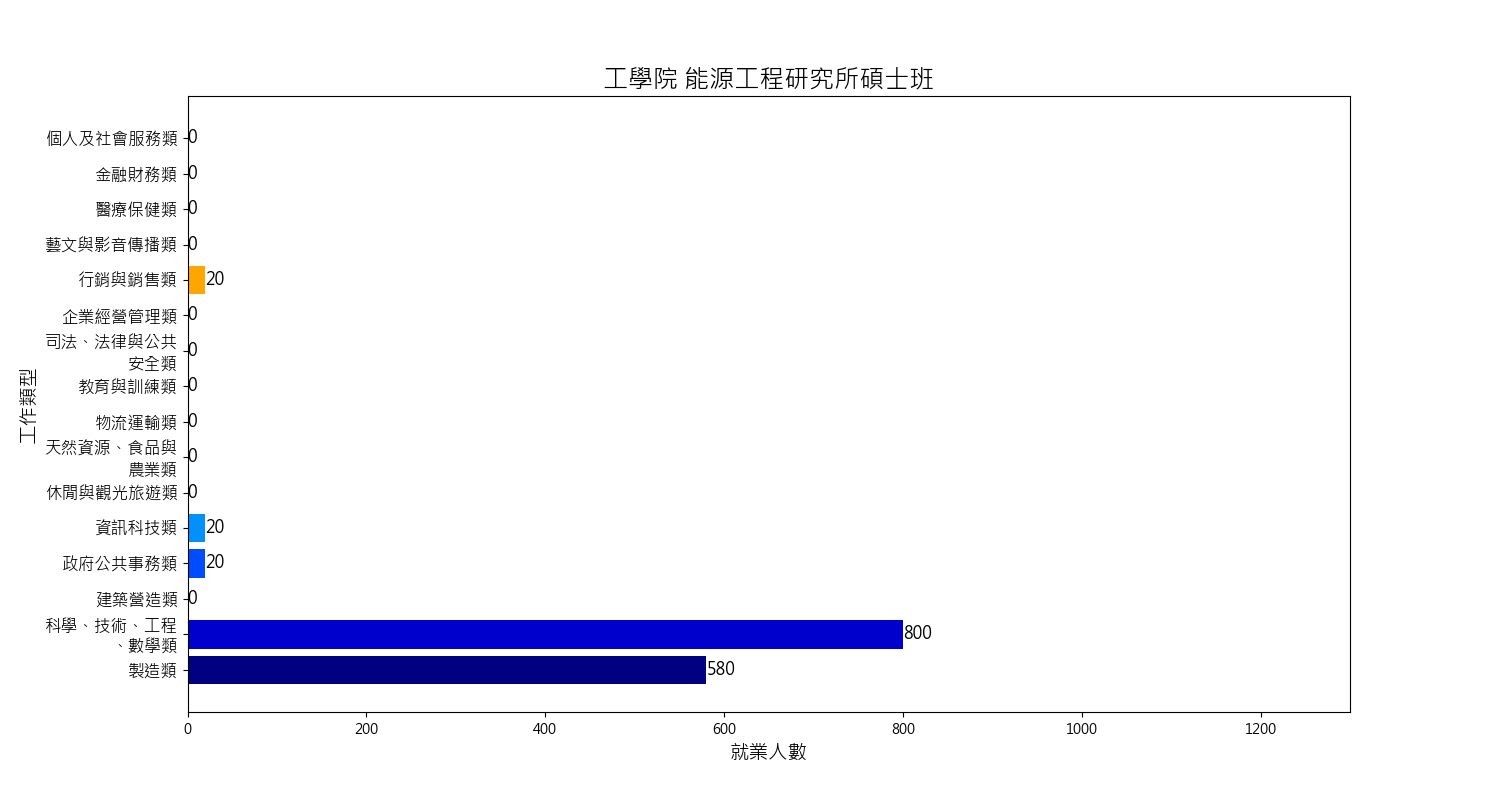 工學院 能源工程研究所碩士班
個人及社會服務類 0
金融財務類 0
醫療保健類 0
藝文與影音傳播類 0
行銷與銷售類 20
企業經營管理類 0
司法、法律與公共
安全類 0
教育與訓練類 0
物流運輸類 0
天然資源、食品與
農業類 0
休閒與觀光旅遊類 0
資訊科技類 20
政府公共事務類 20
建築營造類 0
科學、技術、工程
、數學類 800
製造類 580
工作類型
0 200 400 600 800 1000 1200
就業人數